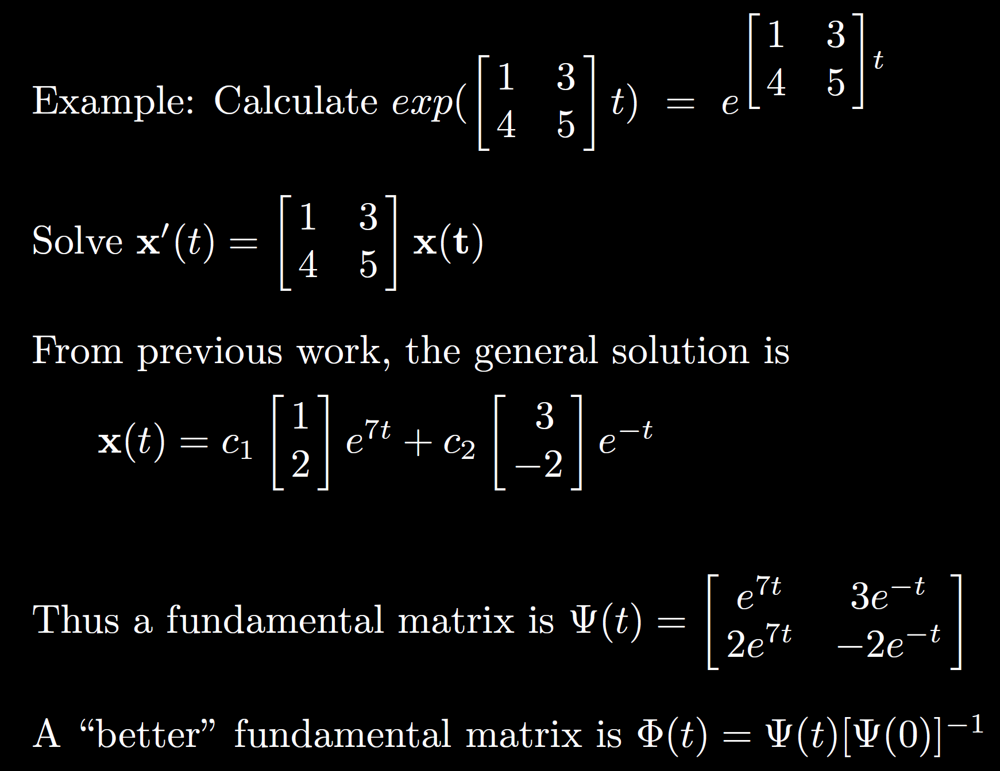 Example: Calculate $exp(\begin{bmatrix} 1 & 3 \\ 4 & 5 \end{bmatrix} t) = e^{\begin{bmatrix} 1 & 3 \\ 4 & 5 \end{bmatrix} t}$
Solve $\mathbf{x}'(t) = \begin{bmatrix} 1 & 3 \\ 4 & 5 \end{bmatrix} \mathbf{x}(\mathbf{t})$
From previous work, the general solution is
$\mathbf{x}(t) = c_1 \begin{bmatrix} 1 \\ 2 \end{bmatrix} e^{7t} + c_2 \begin{bmatrix} 3 \\ -2 \end{bmatrix} e^{-t}$
Thus a fundamental matrix is $\Psi(t) = \begin{bmatrix} e^{7t} & 3e^{-t} \\ 2e^{7t} & -2e^{-t} \end{bmatrix}$
A “better” fundamental matrix is $\Phi(t) = \Psi(t)[\Psi(0)]^{-1}$